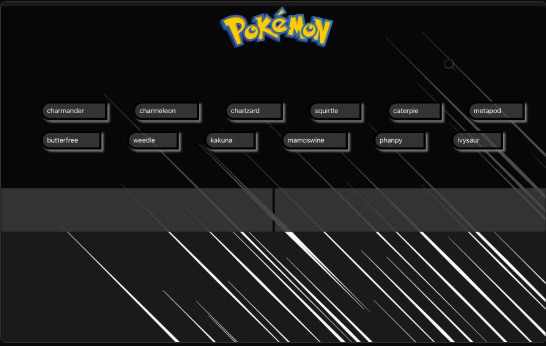 POKéMON
charmander charmeleon charizard squirtle caterpie metapod
butterfree weedle kakuna mamoswine phanpy ivysaur